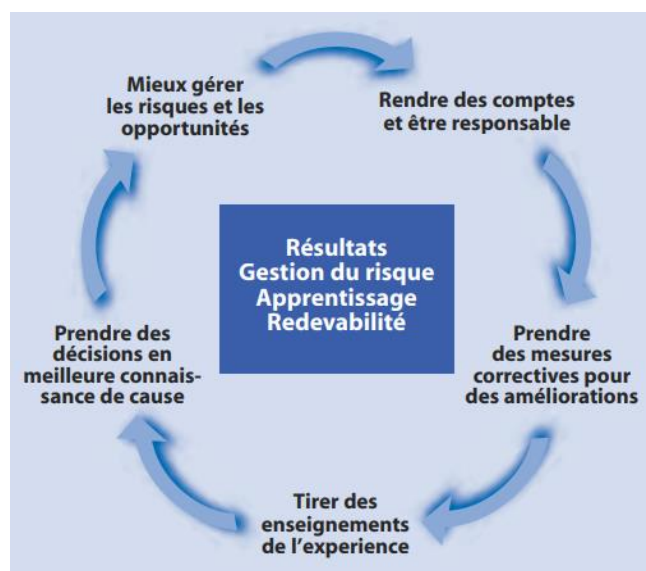 Mieux gérer
les risques et les
opportunités
Rendre des comptes
et être responsable
Résultats
Gestion du risque
Apprentissage
Redevabilité
Prendre des
décisions en
meilleure connais-
sance de cause
Prendre
des mesures
correctives pour
des améliorations
Tirer des
enseignements
de l'experience